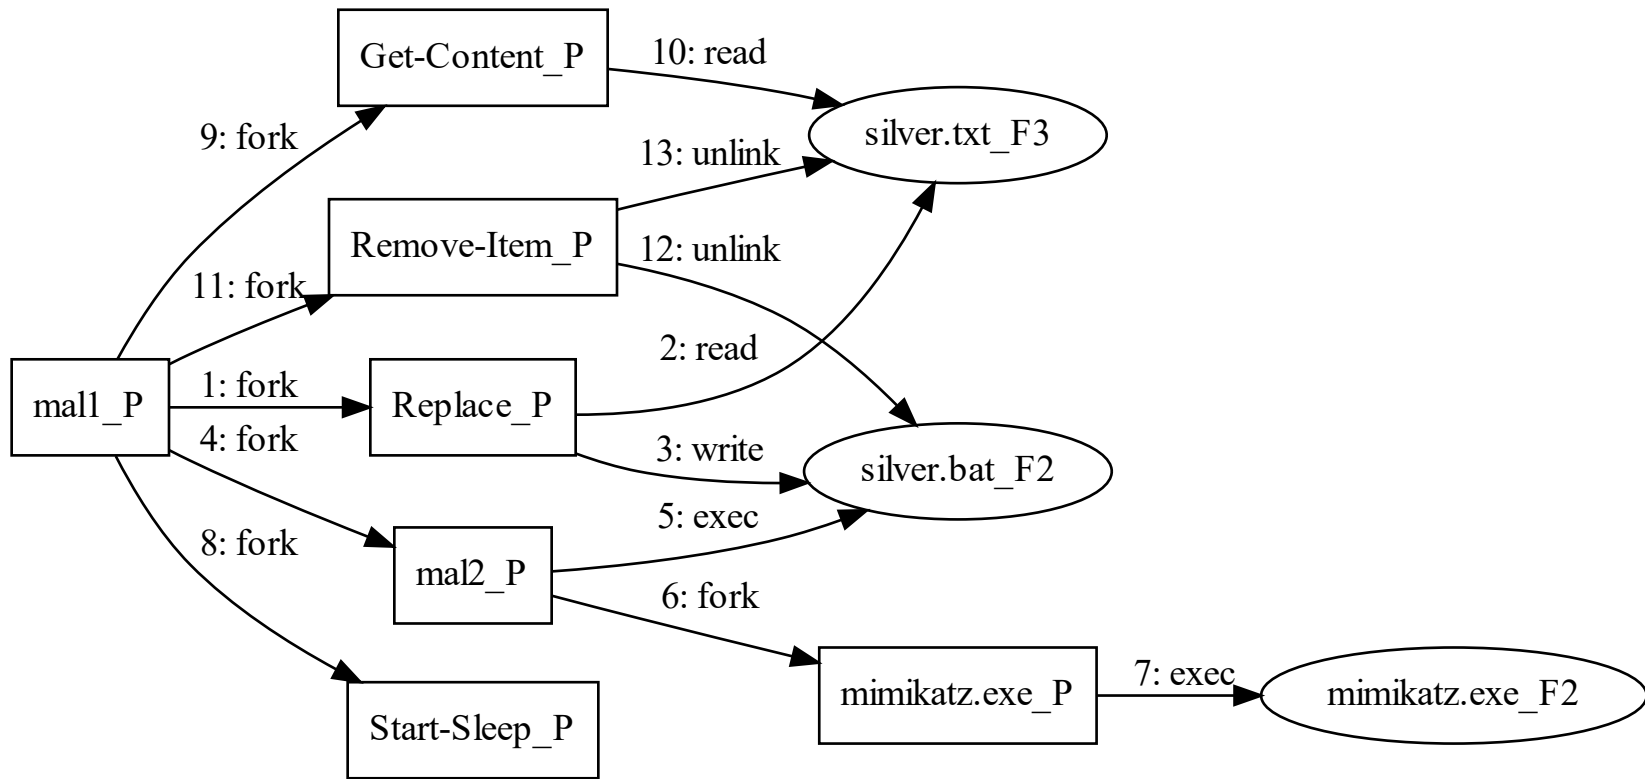 Get-Content_P
10: read
9: fork
silver.txt_F3
13: unlink
Remove-Item_P
12: unlink
11: fork
2: read
1: fork
mal1_P
Replace_P
4: fork
3: write
silver.bat_F2
5: exec
8: fork
mal2_P
6: fork
7: exec
mimikatz.exe_P
mimikatz.exe_F2
Start-Sleep_P